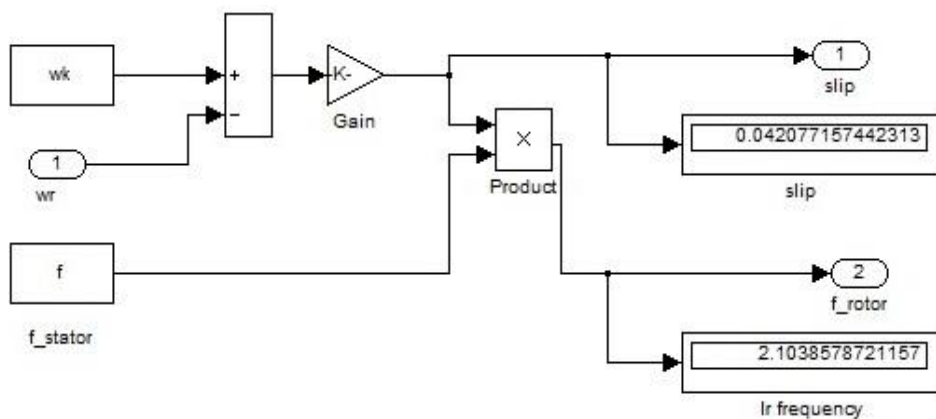 wk
+
−
-K-
Gain
1
slip
0.042077157442313
slip
1
wr
×
Product
f
f_stator
2
f_rotor
2.1038578721157
Ir frequency